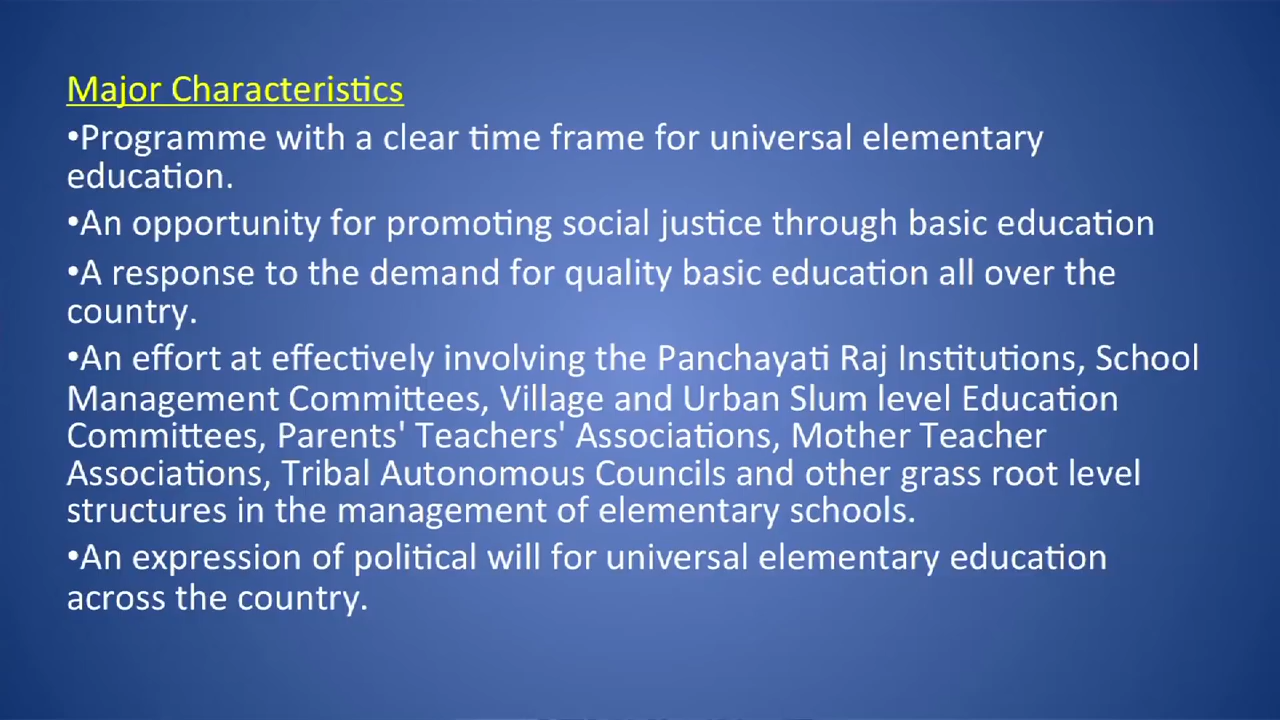 Major Characteristics
•Programme with a clear time frame for universal elementary
education.
•An opportunity for promoting social justice through basic education
•A response to the demand for quality basic education all over the
country.
•An effort at effectively involving the Panchayati Raj Institutions, School
Management Committees, Village and Urban Slum level Education
Committees, Parents' Teachers' Associations, Mother Teacher
Associations, Tribal Autonomous Councils and other grass root level
structures in the management of elementary schools.
•An expression of political will for universal elementary education
across the country.